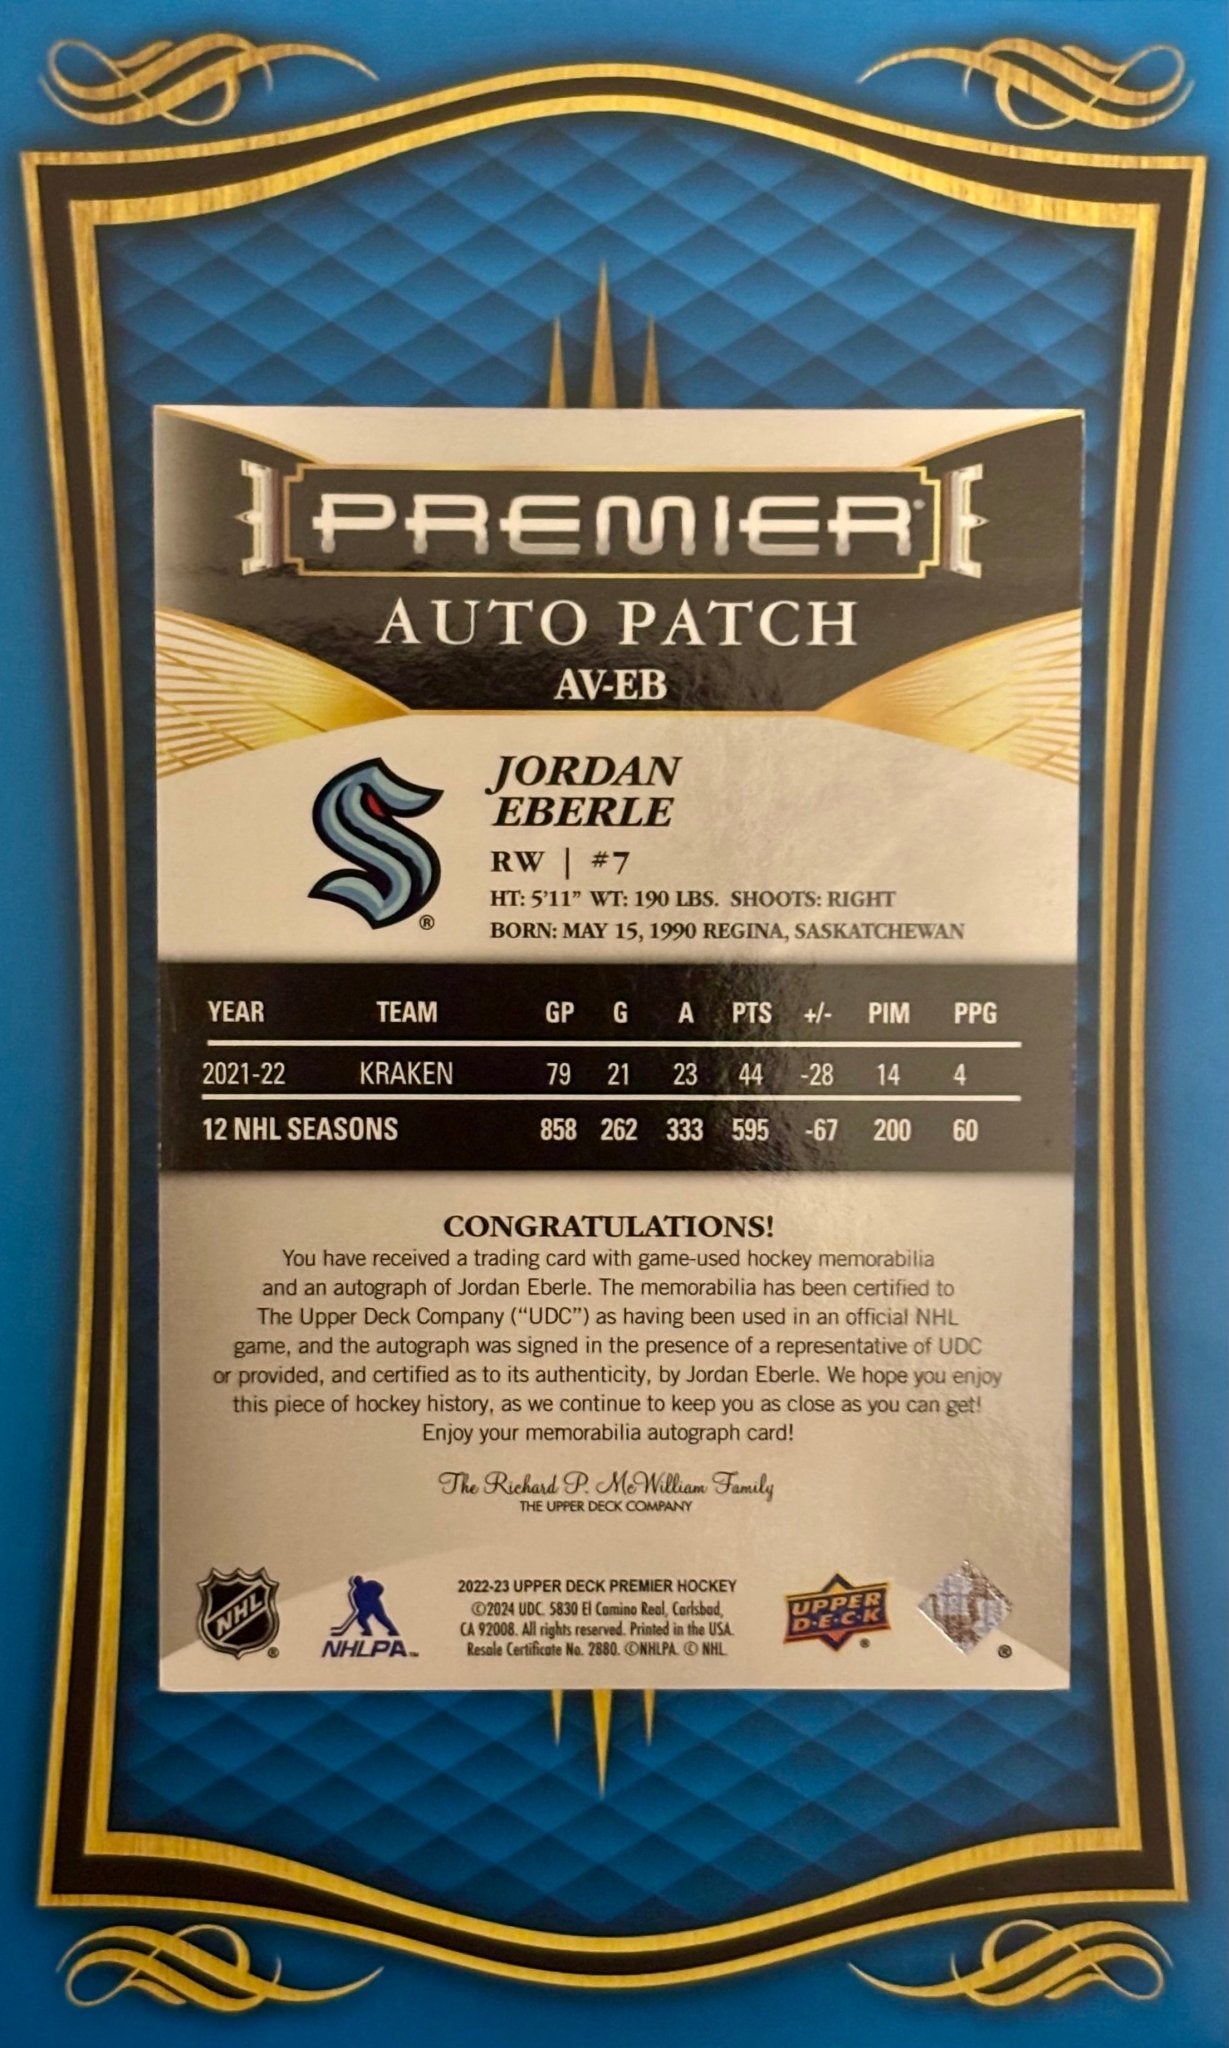 PREMIER®
AUTO PATCH
AV-EB
JORDAN
EBERLE
RW | #7
HT: 5'11" WT: 190 LBS. SHOOTS: RIGHT
BORN: MAY 15, 1990 REGINA, SASKATCHEWAN
®
YEAR TEAM GP G A PTS +/- PIM PPG
2021-22 KRAKEN 79 21 23 44 -28 14 4
12 NHL SEASONS 858 262 333 595 -67 200 60
CONGRATULATIONS!
You have received a trading card with game-used hockey memorabilia
and an autograph of Jordan Eberle. The memorabilia has been certified to
The Upper Deck Company ("UDC") as having been used in an official NHL
game, and the autograph was signed in the presence of a representative of UDC
or provided, and certified as to its authenticity, by Jordan Eberle. We hope you enjoy
this piece of hockey history, as we continue to keep you as close as you can get!
Enjoy your memorabilia autograph card!
The Richard P. McWilliam Family
THE UPPER DECK COMPANY
NHL ®
NHLPA™
2022-23 UPPER DECK PREMIER HOCKEY
©2024 UDC. 5830 El Camino Real, Carlsbad,
CA 92008. All rights reserved. Printed in the USA.
Resale Certificate No. 2880. ©NHLPA. © NHL.
UPPER
D·E·C·K ®
®